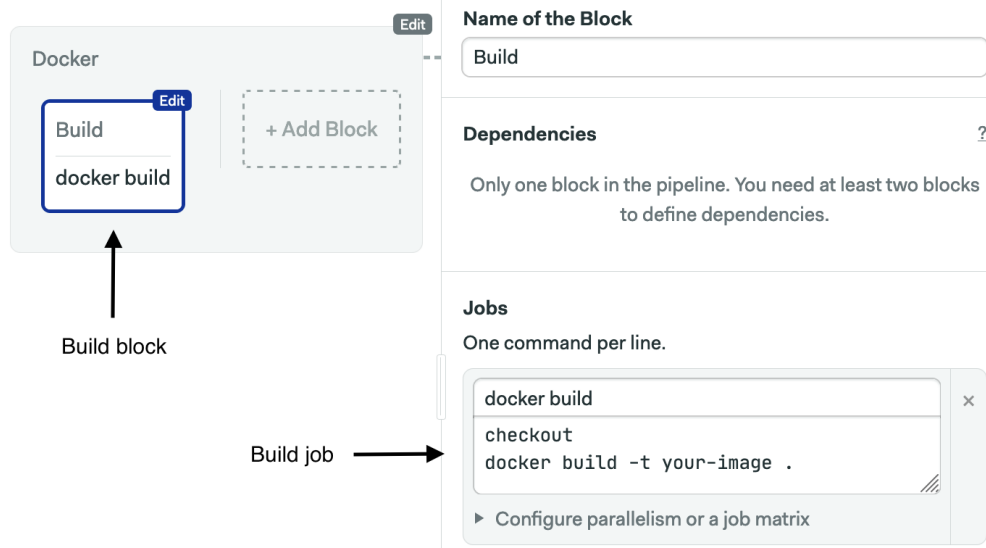 Edit
Docker
Edit
Build
docker build
+ Add Block
Build block
Name of the Block
Build
Dependencies
?
Only one block in the pipeline. You need at least two blocks
to define dependencies.
Jobs
One command per line.
docker build
×
checkout
docker build -t your-image .
Build job
Configure parallelism or a job matrix